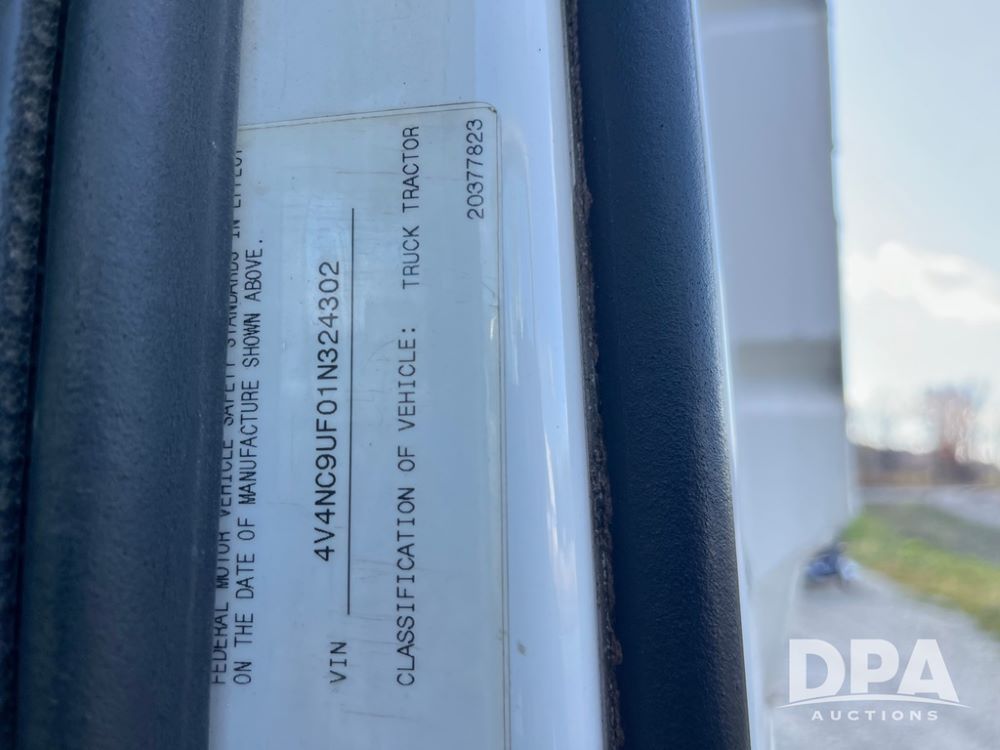 FEDERAL MOTOR VEHICLE SAFETY STANDARDS IN EFFECT
ON THE DATE OF MANUFACTURE SHOWN ABOVE.
VIN 4V4NC9UF01N324302
CLASSIFICATION OF VEHICLE: TRUCK TRACTOR
20377823
DPA
AUCTIONS